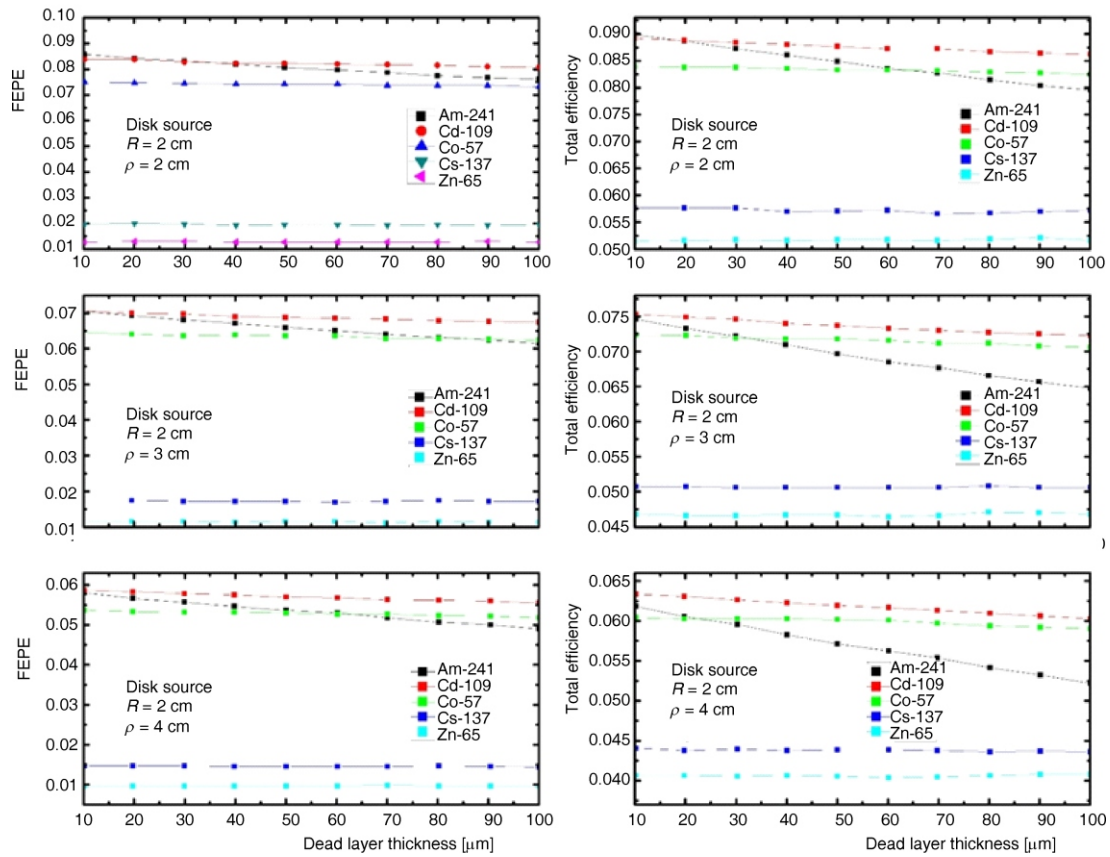 FEPE
0.10
0.09
0.08
0.07
0.06
0.05
0.04
0.03
0.02
0.01
Disk source
R = 2 cm
ρ = 2 cm
Am-241
Cd-109
Co-57
Cs-137
Zn-65
10 20 30 40 50 60 70 80 90 100
Total efficiency
0.090
0.085
0.080
0.075
0.070
0.065
0.060
0.055
0.050
Disk source
R = 2 cm
ρ = 2 cm
Am-241
Cd-109
Co-57
Cs-137
Zn-65
10 20 30 40 50 60 70 80 90 100
FEPE
0.07
0.06
0.05
0.04
0.03
0.02
0.01
Disk source
R = 2 cm
ρ = 3 cm
Am-241
Cd-109
Co-57
Cs-137
Zn-65
Total efficiency
0.075
0.070
0.065
0.060
0.055
0.050
0.045
Disk source
R = 2 cm
ρ = 3 cm
Am-241
Cd-109
Co-57
Cs-137
Zn-65
FEPE
0.06
0.05
0.04
0.03
0.02
0.01
Disk source
R = 2 cm
ρ = 4 cm
Am-241
Cd-109
Co-57
Cs-137
Zn-65
10 20 30 40 50 60 70 80 90 100
Dead layer thickness [μm]
Total efficiency
0.065
0.060
0.055
0.050
0.045
0.040
Disk source
R = 2 cm
ρ = 4 cm
Am-241
Cd-109
Co-57
Cs-137
Zn-65
10 20 30 40 50 60 70 80 90 100
Dead layer thickness [μm]